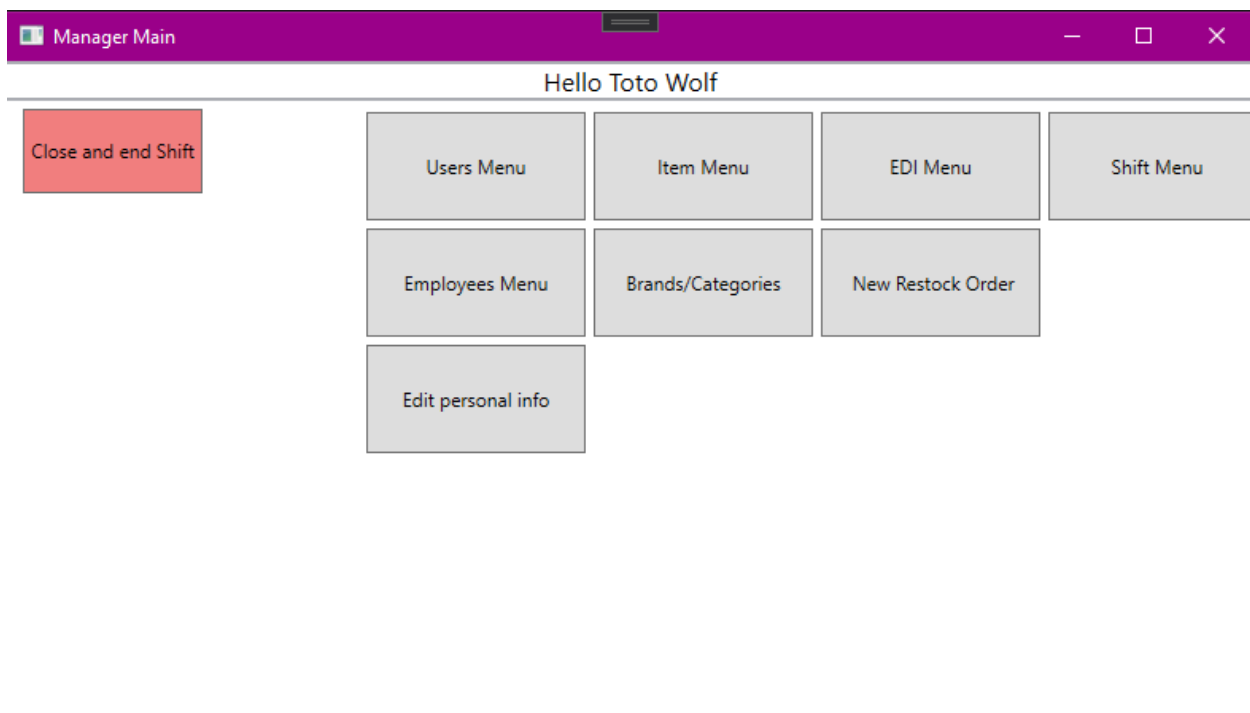 Manager Main
Hello Toto Wolf
Close and end Shift
Users Menu
Item Menu
EDI Menu
Shift Menu
Employees Menu
Brands/Categories
New Restock Order
Edit personal info